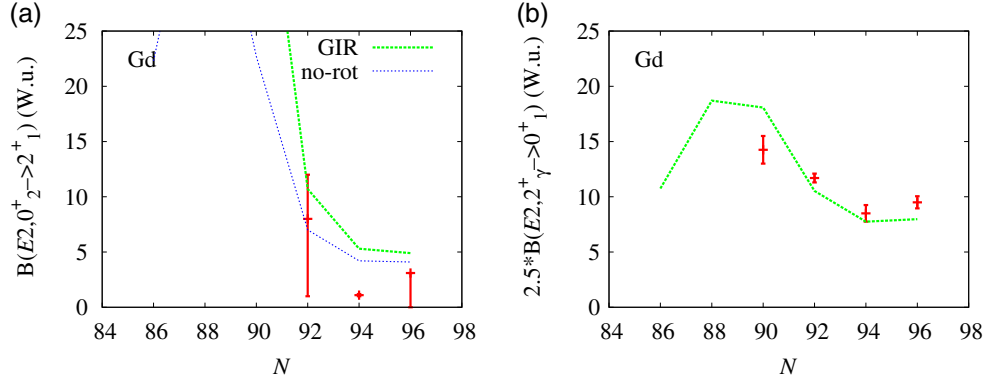 (a)
B(E2,0⁺₂->2⁺₁) (W.u.)
25
20
15
10
5
0
Gd
GIR
no-rot
84 86 88 90 92 94 96 98
N
(b)
2.5*B(E2,2⁺ᵧ->0⁺₁) (W.u.)
25
20
15
10
5
0
Gd
84 86 88 90 92 94 96 98
N